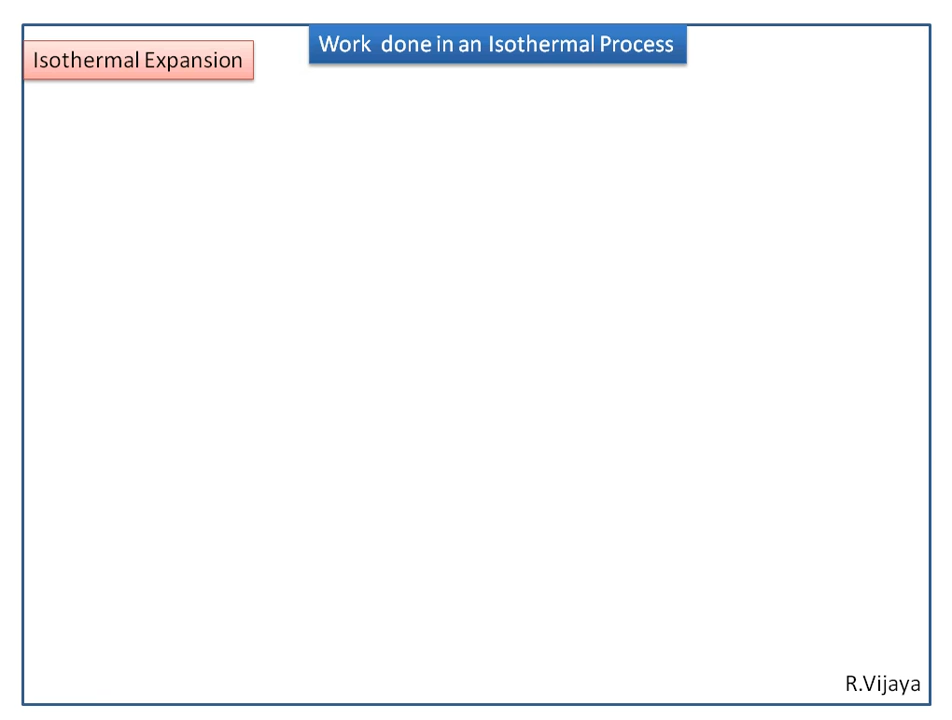 Work done in an Isothermal Process
Isothermal Expansion
R.Vijaya